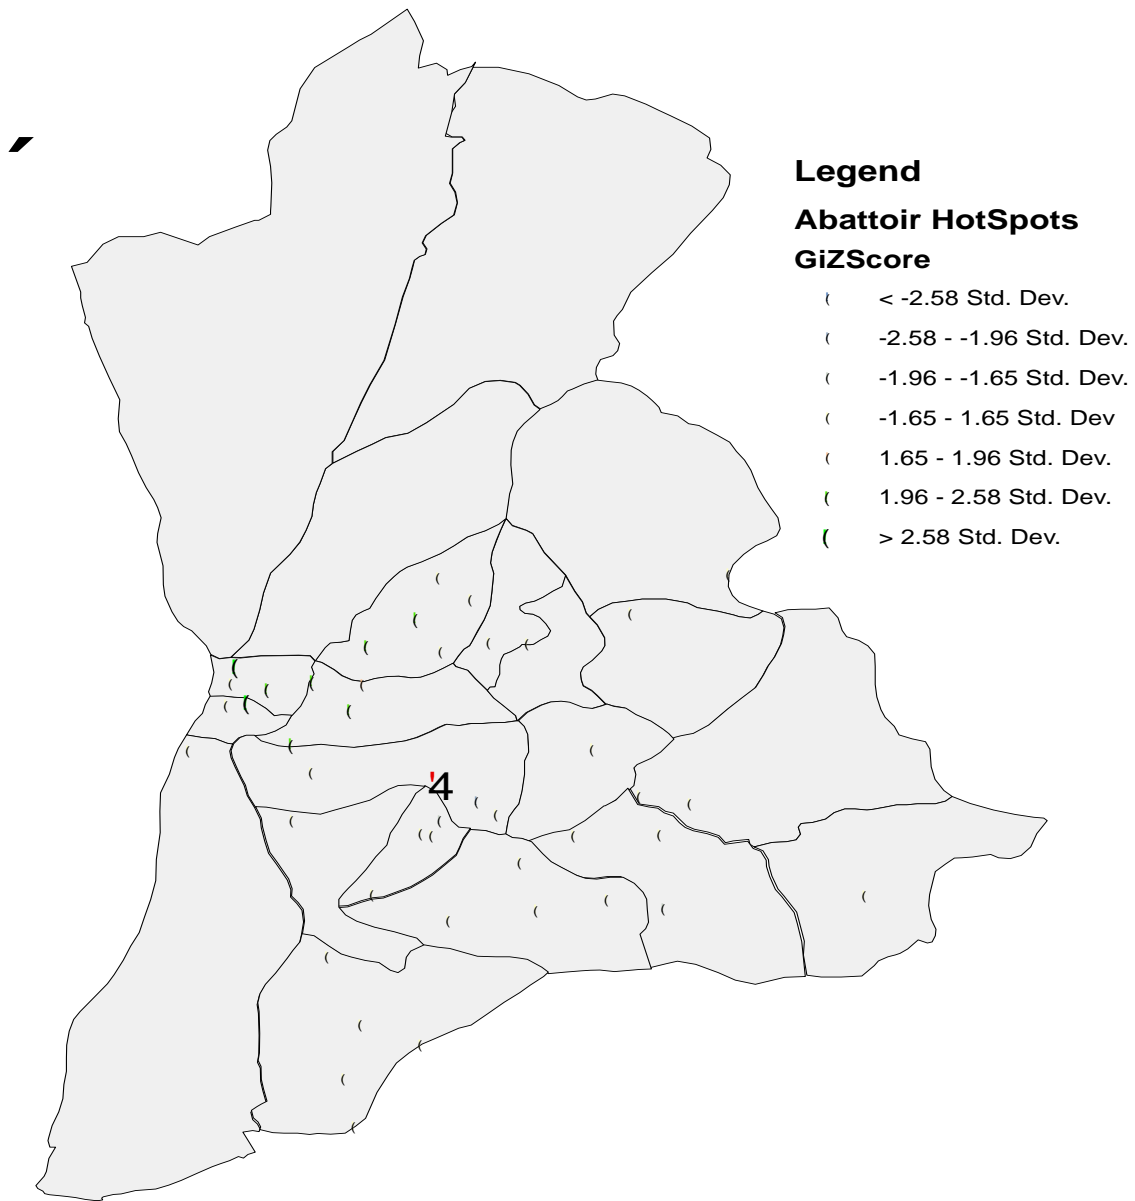 Legend
Abattoir HotSpots
GiZScore
< -2.58 Std. Dev.
-2.58 - -1.96 Std. Dev.
-1.96 - -1.65 Std. Dev.
-1.65 - 1.65 Std. Dev
1.65 - 1.96 Std. Dev.
1.96 - 2.58 Std. Dev.
> 2.58 Std. Dev.
'4